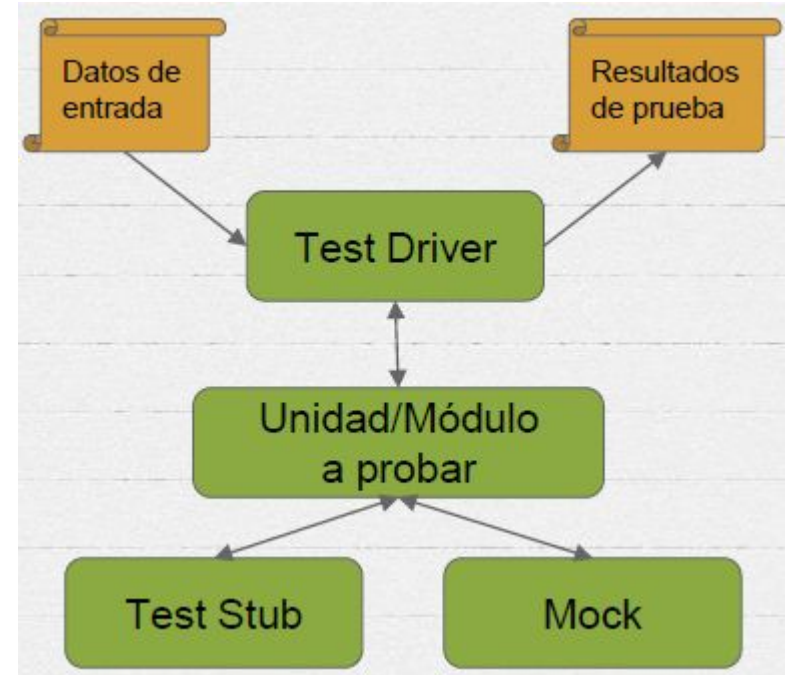 Datos de
entrada
Resultados
de prueba
Test Driver
Unidad/Módulo
a probar
Test Stub
Mock